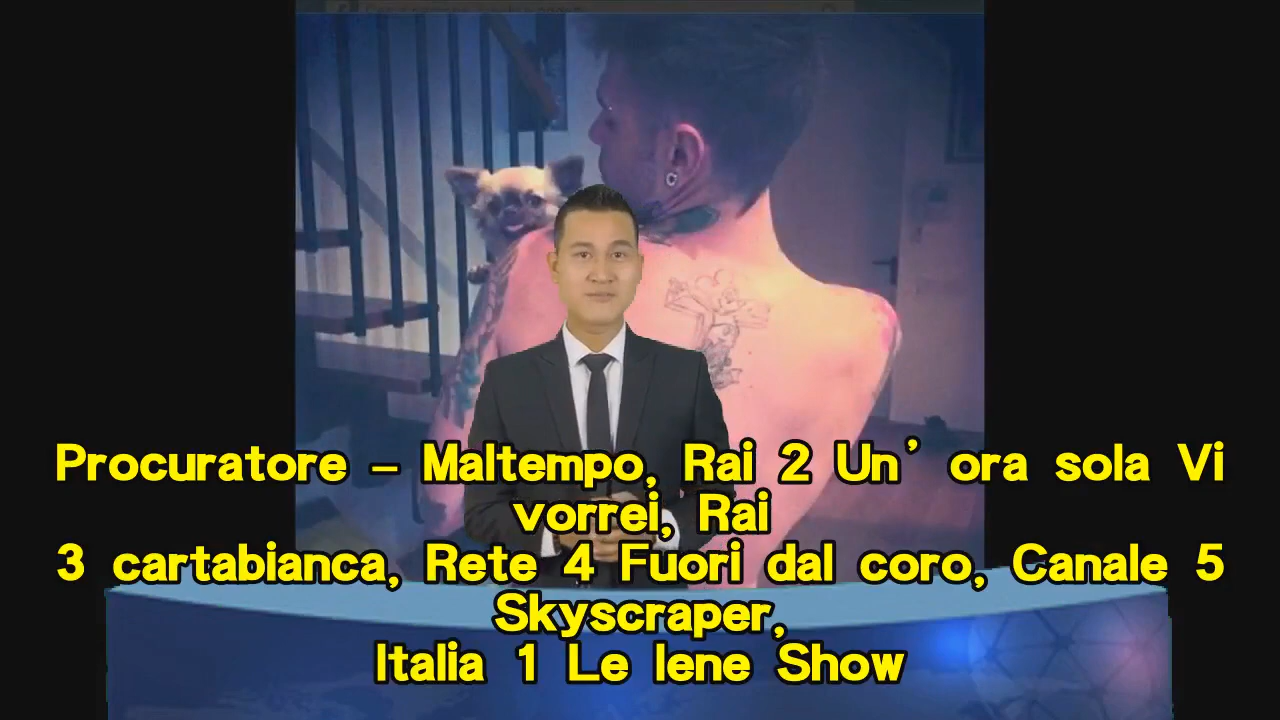 Procuratore – Maltempo, Rai 2 Un’ora sola Vi
vorrei, Rai
3 cartabianca, Rete 4 Fuori dal coro, Canale 5
Skyscraper,
Italia 1 Le Iene Show